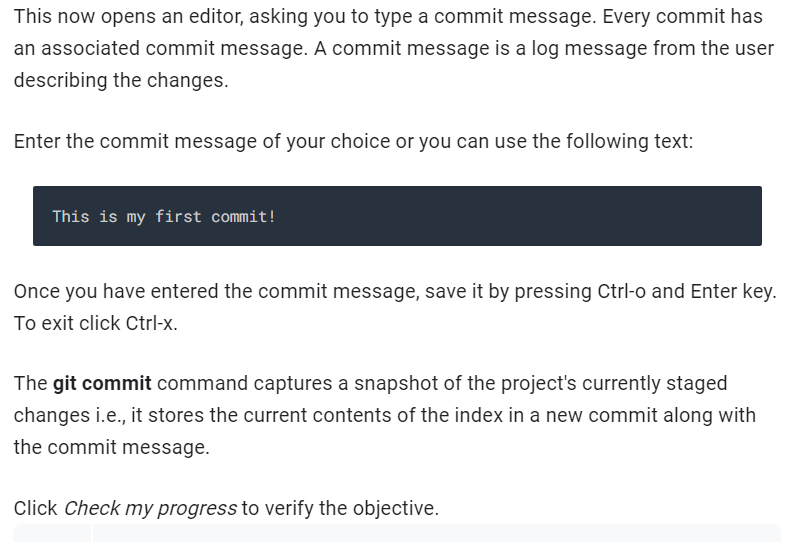 This now opens an editor, asking you to type a commit message. Every commit has
an associated commit message. A commit message is a log message from the user
describing the changes.
Enter the commit message of your choice or you can use the following text:
This is my first commit!
Once you have entered the commit message, save it by pressing Ctrl-o and Enter key.
To exit click Ctrl-x.
The git commit command captures a snapshot of the project's currently staged
changes i.e., it stores the current contents of the index in a new commit along with
the commit message.
Click Check my progress to verify the objective.